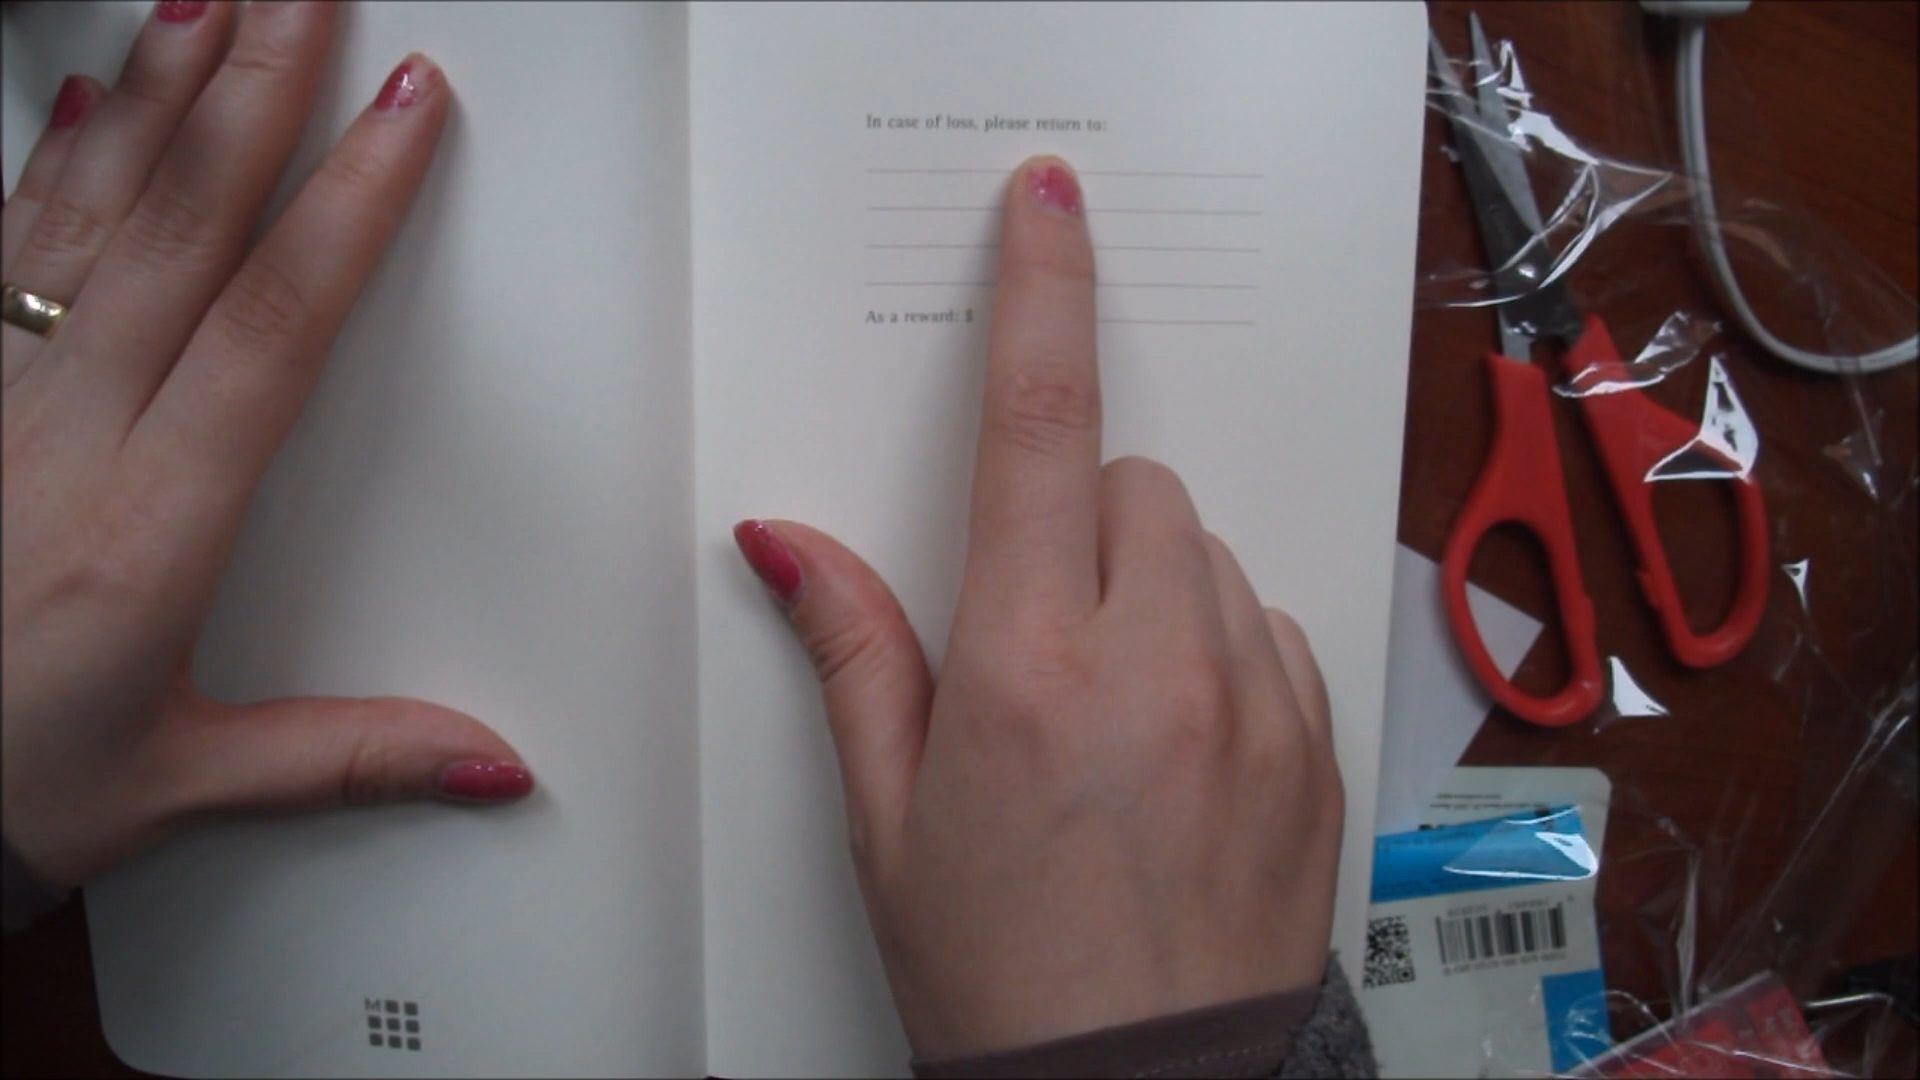 In case of loss, please return to:
As a reward: $
M